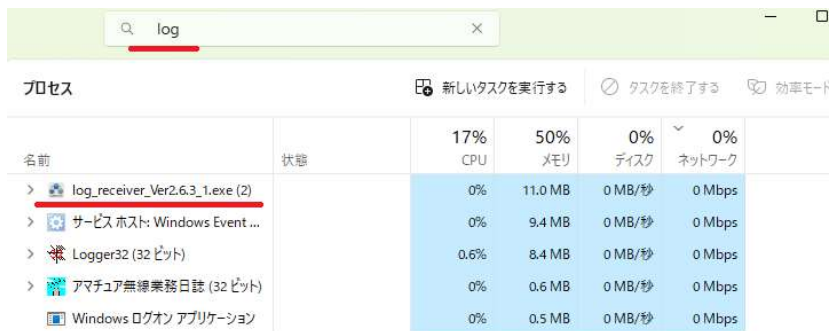 log
プロセス
新しいタスクを実行する
タスクを終了する
効率モード
17% 50% 0% 0%
名前 状態 CPU メモリ ディスク ネットワーク
log_receiver_Ver2.6.3_1.exe (2) 0% 11.0 MB 0 MB/秒 0 Mbps
サービス ホスト: Windows Event ... 0% 9.4 MB 0 MB/秒 0 Mbps
Logger32 (32 ビット) 0.6% 8.4 MB 0 MB/秒 0 Mbps
アマチュア無線業務日誌 (32 ビット) 0% 0.6 MB 0 MB/秒 0 Mbps
Windows ログオン アプリケーション 0% 0.5 MB 0 MB/秒 0 Mbps